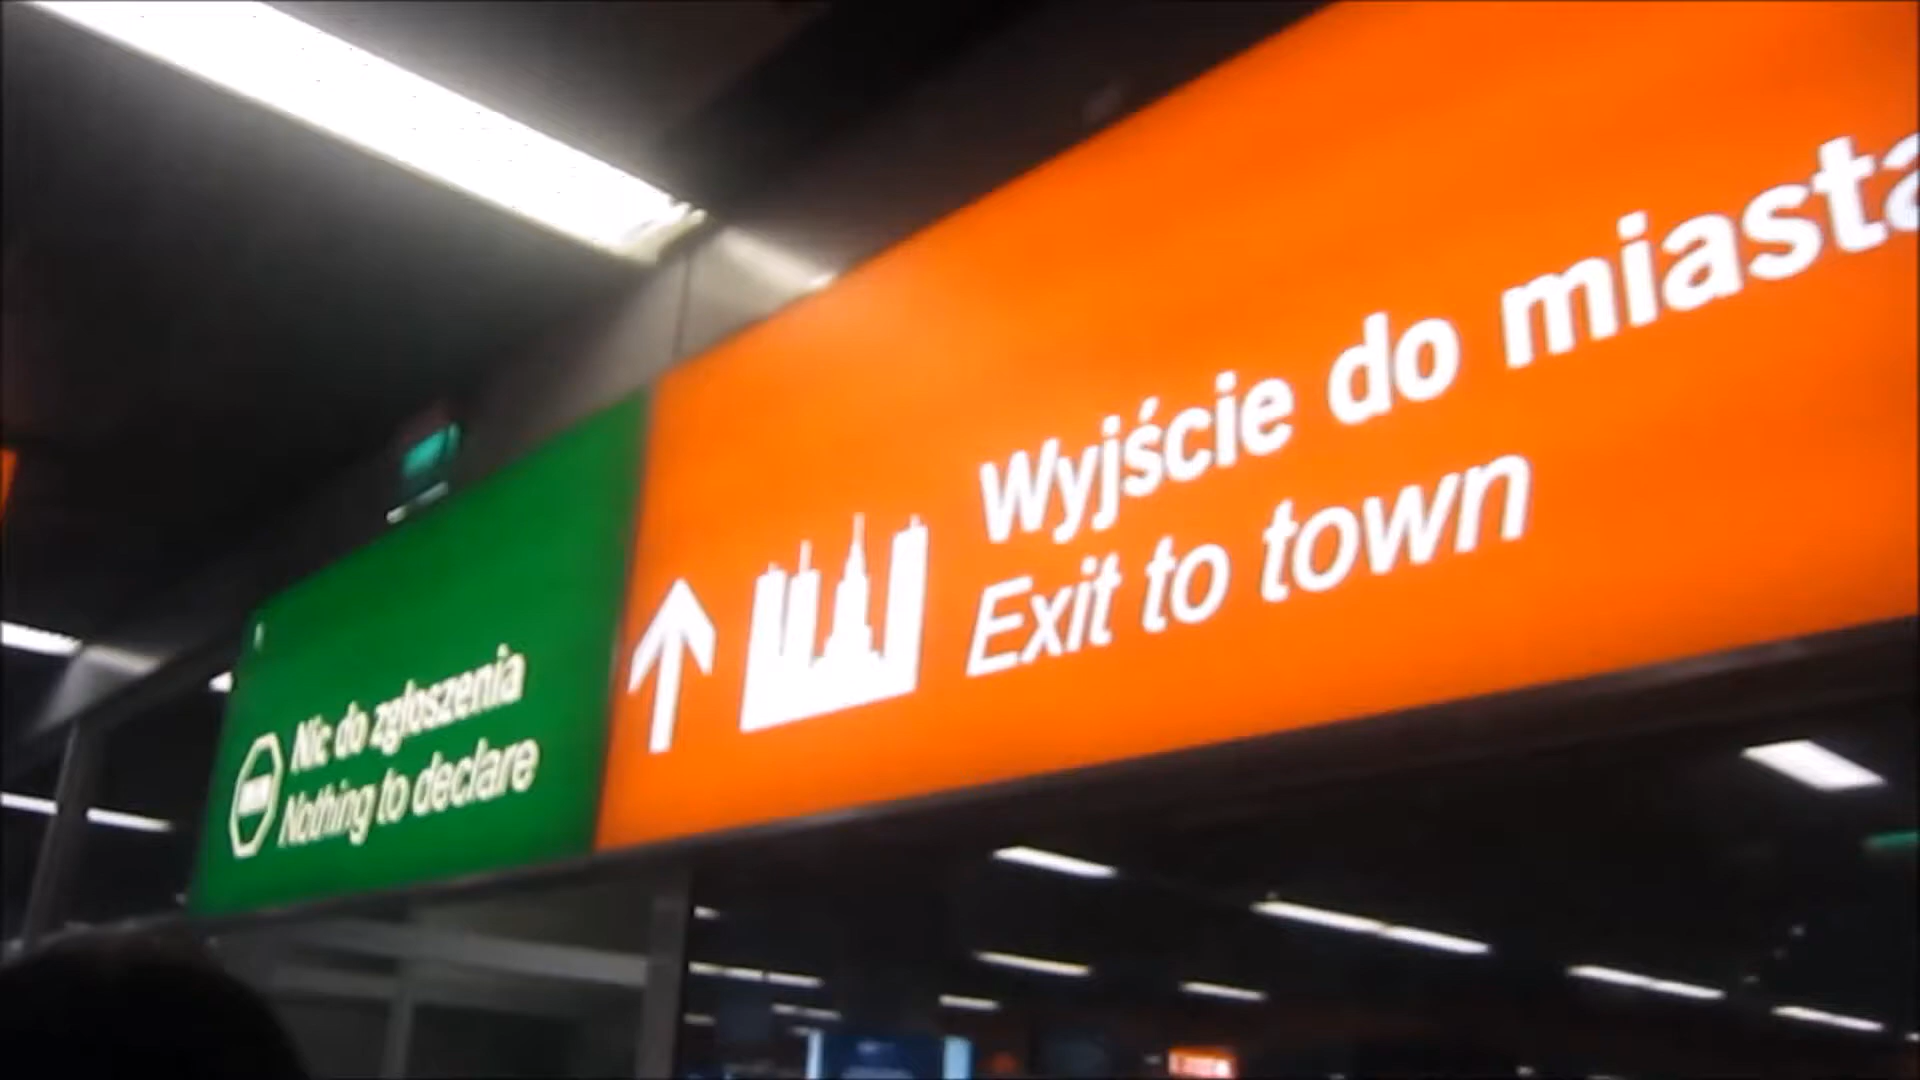 Nic do zgłoszenia
Nothing to declare
Wyjście do miasta
Exit to town